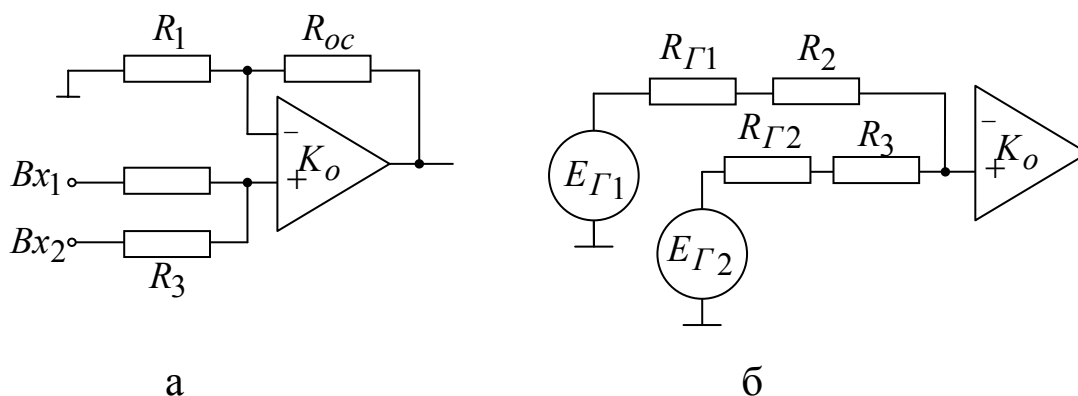 R1 Roc
− Ko +
Bx1
Bx2
R3
RГ1 R2
RГ2 R3
− Ko +
EГ1
EГ2
а б